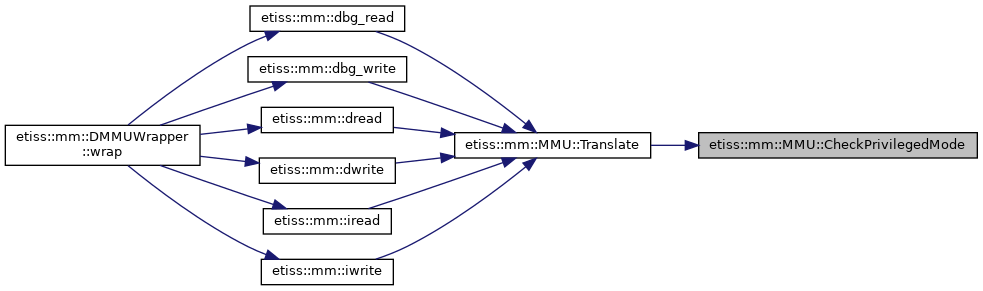 etiss::mm::dbg_read
etiss::mm::dbg_write
etiss::mm::DMMUWrapper
::wrap
etiss::mm::dread
etiss::mm::MMU::Translate
etiss::mm::MMU::CheckPrivilegedMode
etiss::mm::dwrite
etiss::mm::iread
etiss::mm::iwrite